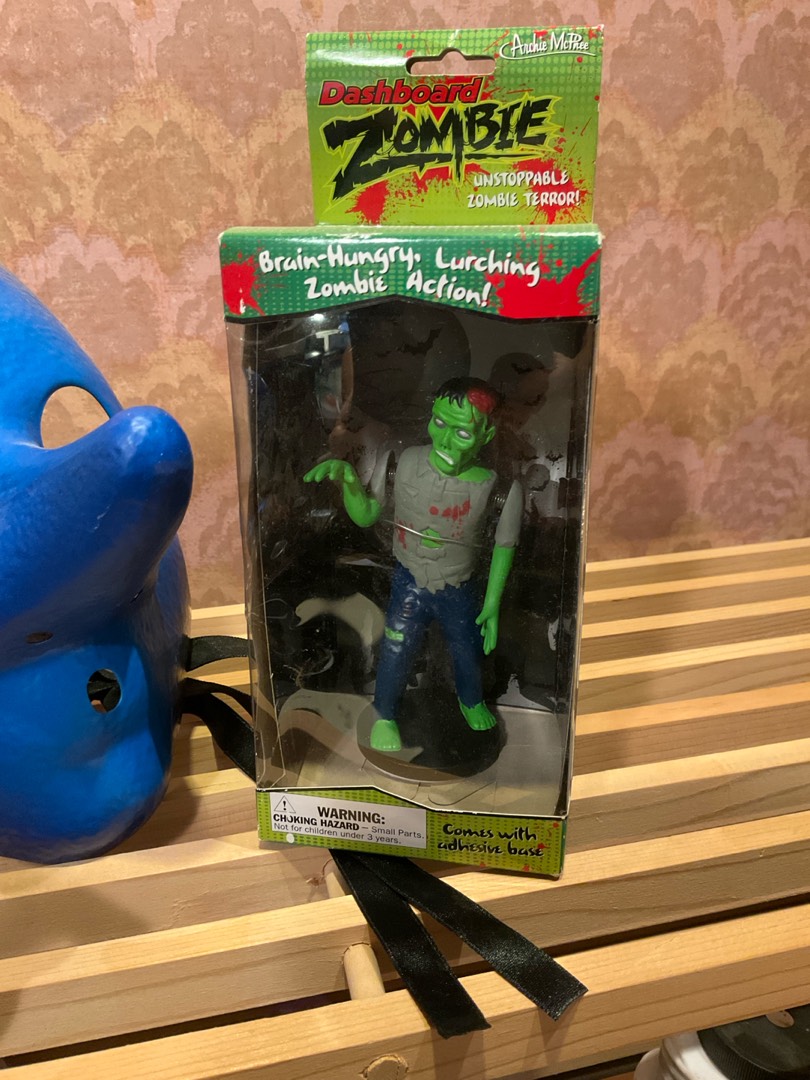 Archie McPhee
Dashboard
ZOMBIE
UNSTOPPABLE
ZOMBIE TERROR!
Brain-Hungry, Lurching
Zombie Action!
WARNING:
CHOKING HAZARD – Small Parts.
Not for children under 3 years.
Comes with
adhesive base